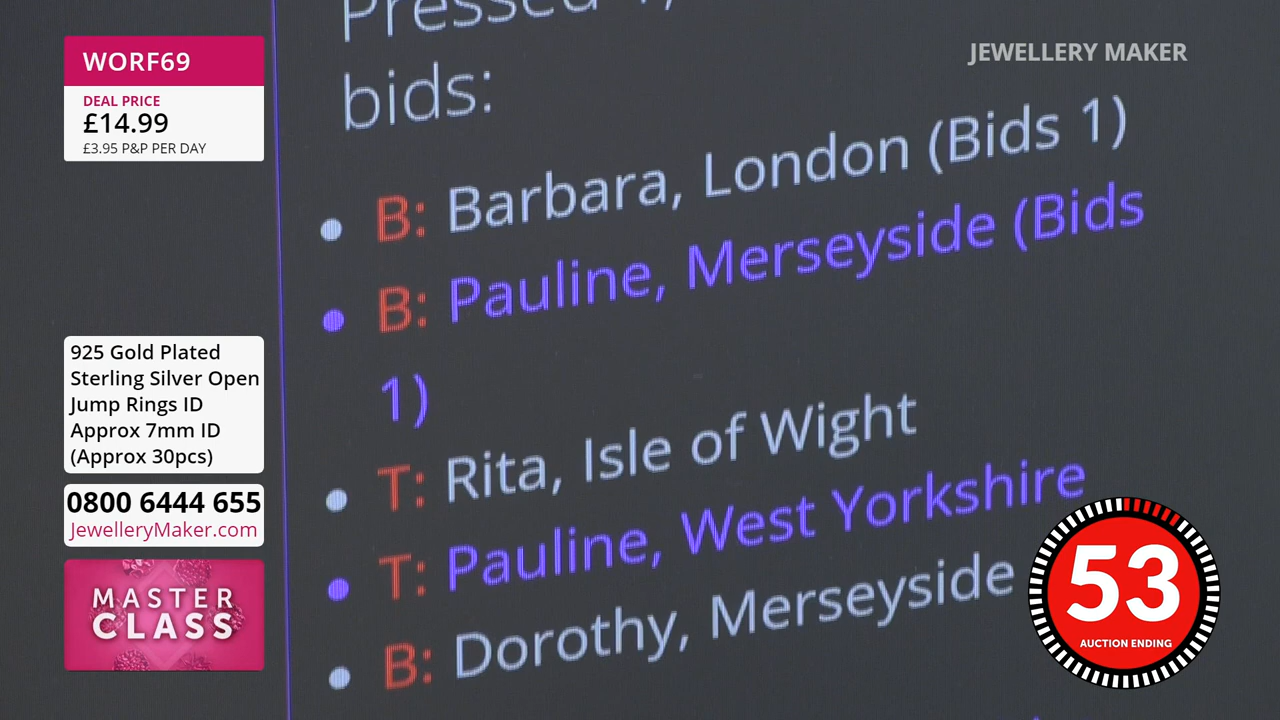 WORF69
DEAL PRICE
£14.99
£3.95 P&P PER DAY
JEWELLERY MAKER
bids:
B: Barbara, London (Bids 1)
B: Pauline, Merseyside (Bids
1)
T: Rita, Isle of Wight
T: Pauline, West Yorkshire
B: Dorothy, Merseyside
925 Gold Plated
Sterling Silver Open
Jump Rings ID
Approx 7mm ID
(Approx 30pcs)
0800 6444 655
JewelleryMaker.com
MASTER
CLASS
53
AUCTION ENDING